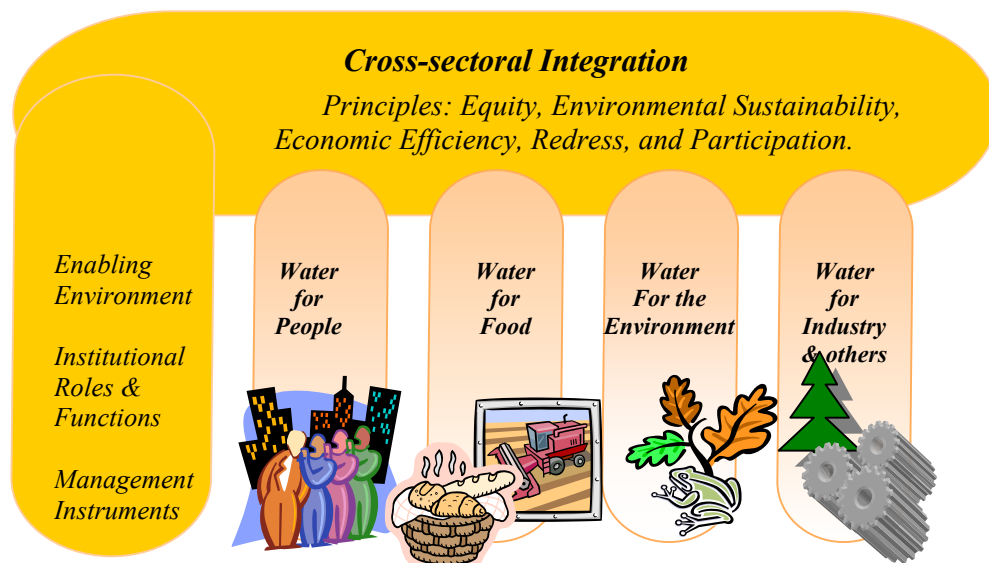 Cross-sectoral Integration
Principles: Equity, Environmental Sustainability,
Economic Efficiency, Redress, and Participation.
Enabling
Environment
Institutional
Roles &
Functions
Management
Instruments
Water
for
People
Water
for
Food
Water
For the
Environment
Water
for
Industry
& others